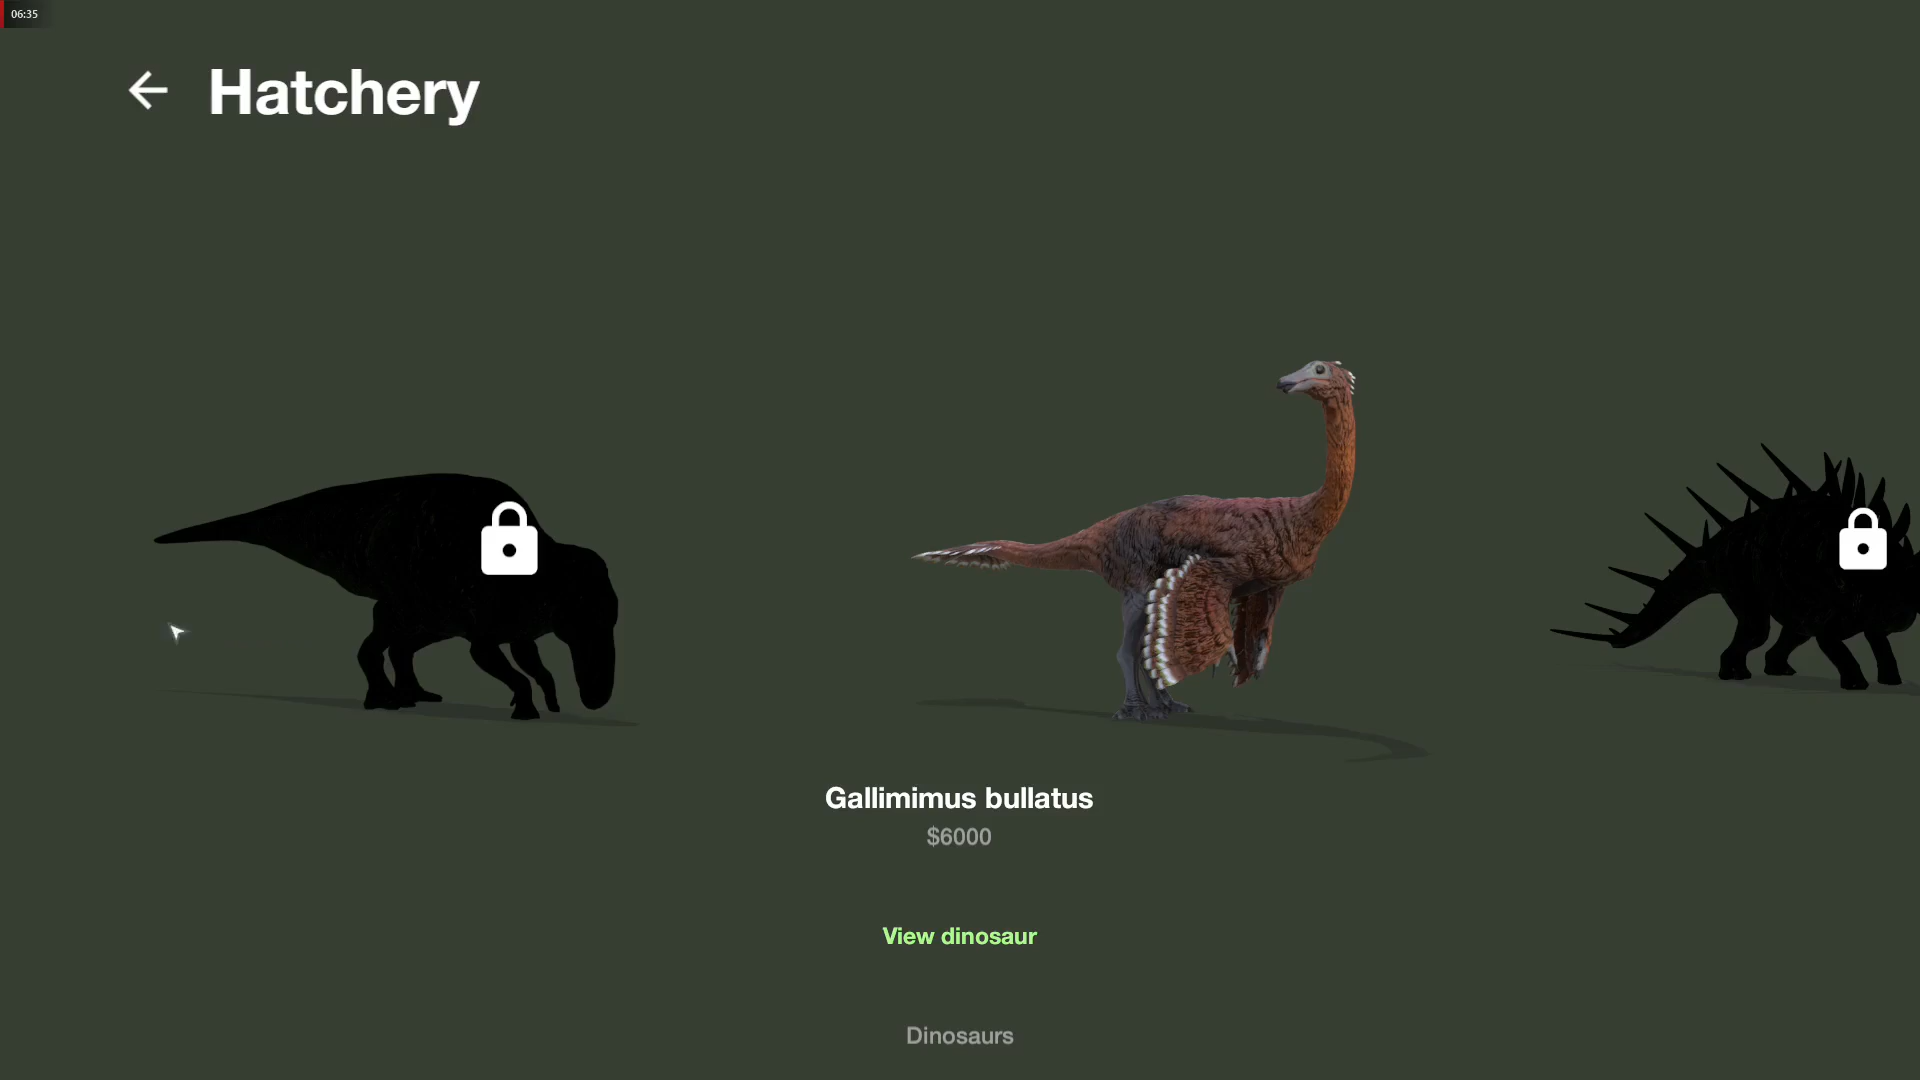 06:35
Hatchery
Gallimimus bullatus
$6000
View dinosaur
Dinosaurs